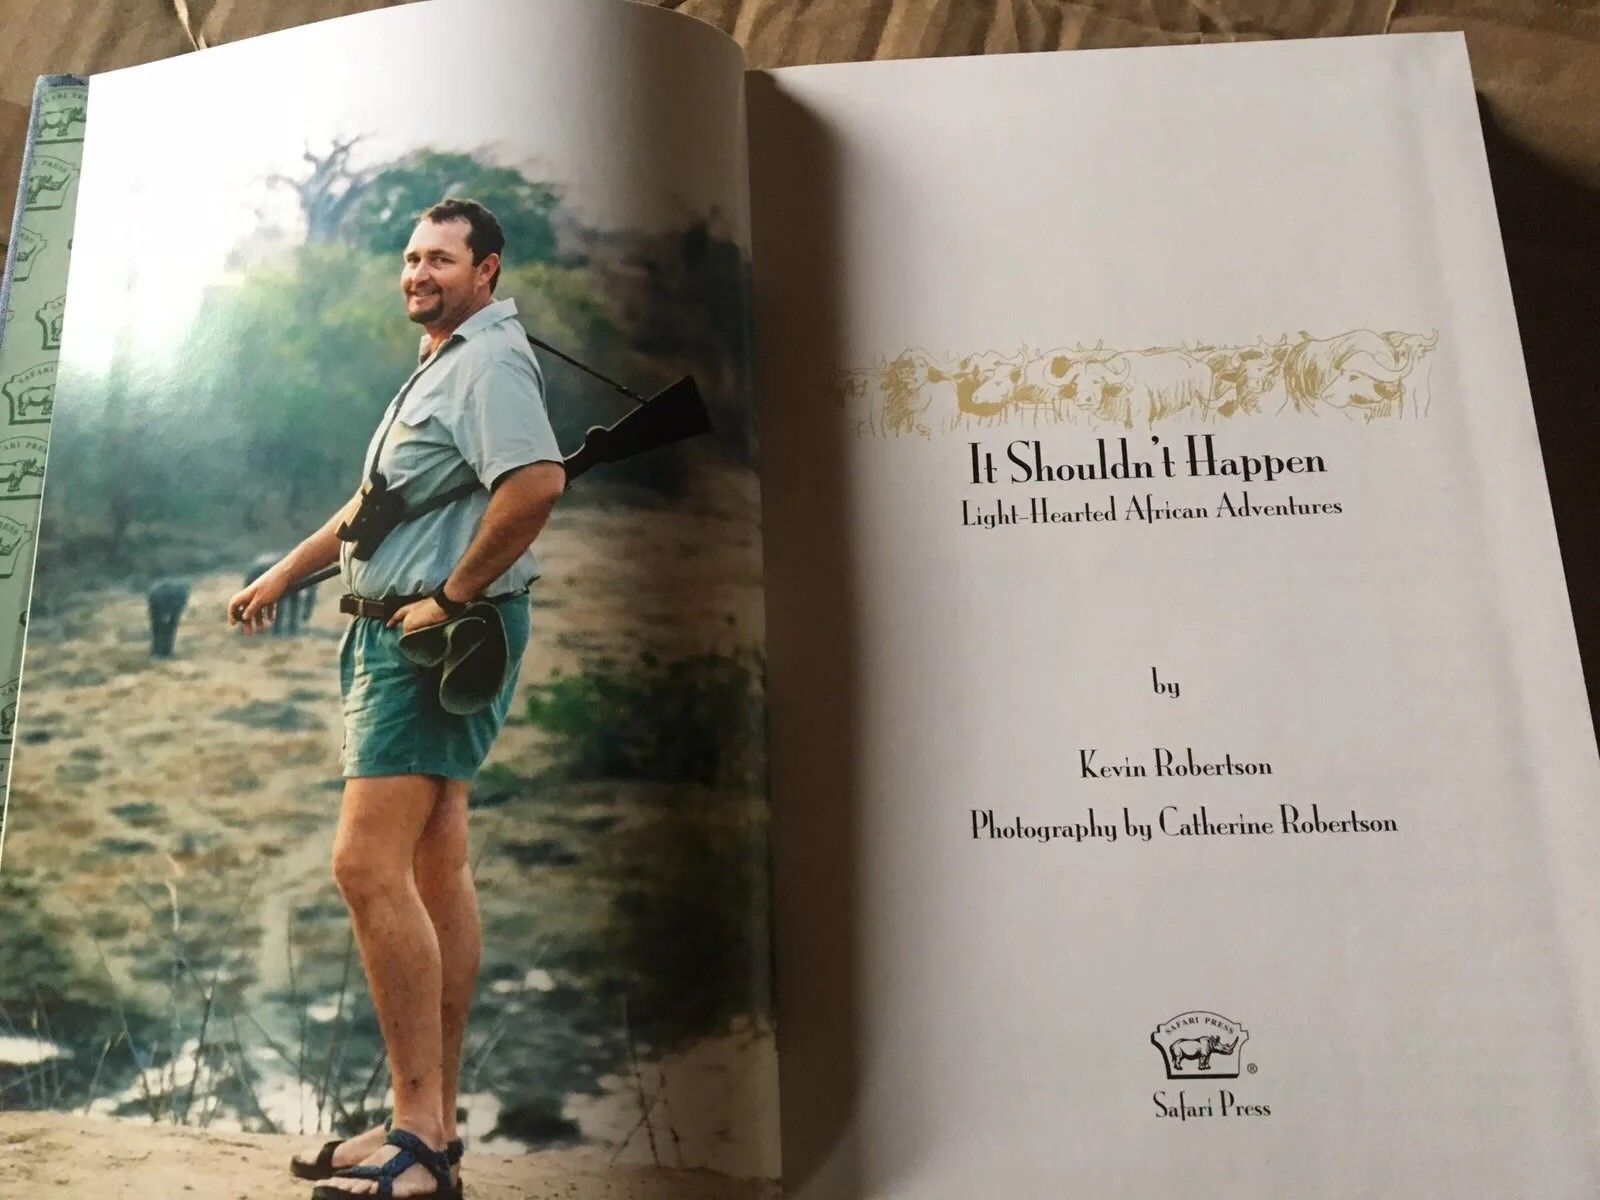 It Shouldn't Happen
Light-Hearted African Adventures
by
Kevin Robertson
Photography by Catherine Robertson
SAFARI PRESS
®
Safari Press